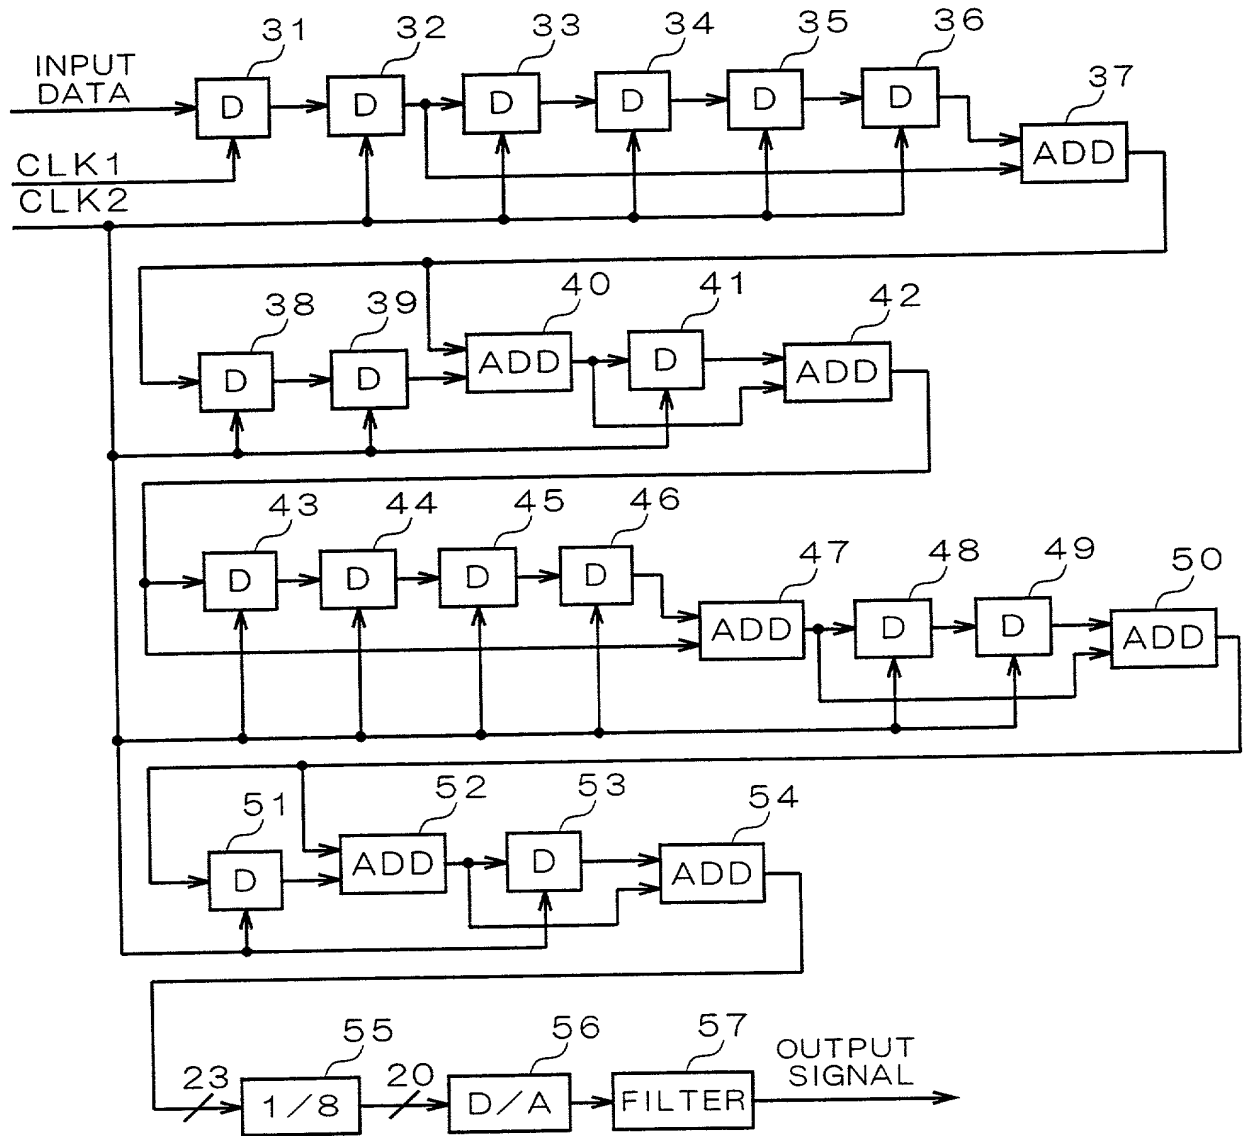 31 32 33 34 35 36
INPUT
DATA
D D D D D D
37
ADD
CLK1
CLK2
38 39 40 41 42
D D ADD D ADD
43 44 45 46 47 48 49 50
D D D D ADD D D ADD
51 52 53 54
D ADD D ADD
55 56 57
OUTPUT
SIGNAL
23 1/8 20 D/A FILTER